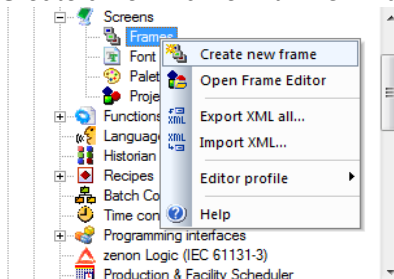 Screens
Frames
Create new frame
Font
Open Frame Editor
Palet
Proje
Functions
Export XML all...
Languag
Import XML...
Historian
Recipes
Editor profile
Batch Co
Time con
Help
Programming interfaces
zenon Logic (IEC 61131-3)
Production & Facility Scheduler